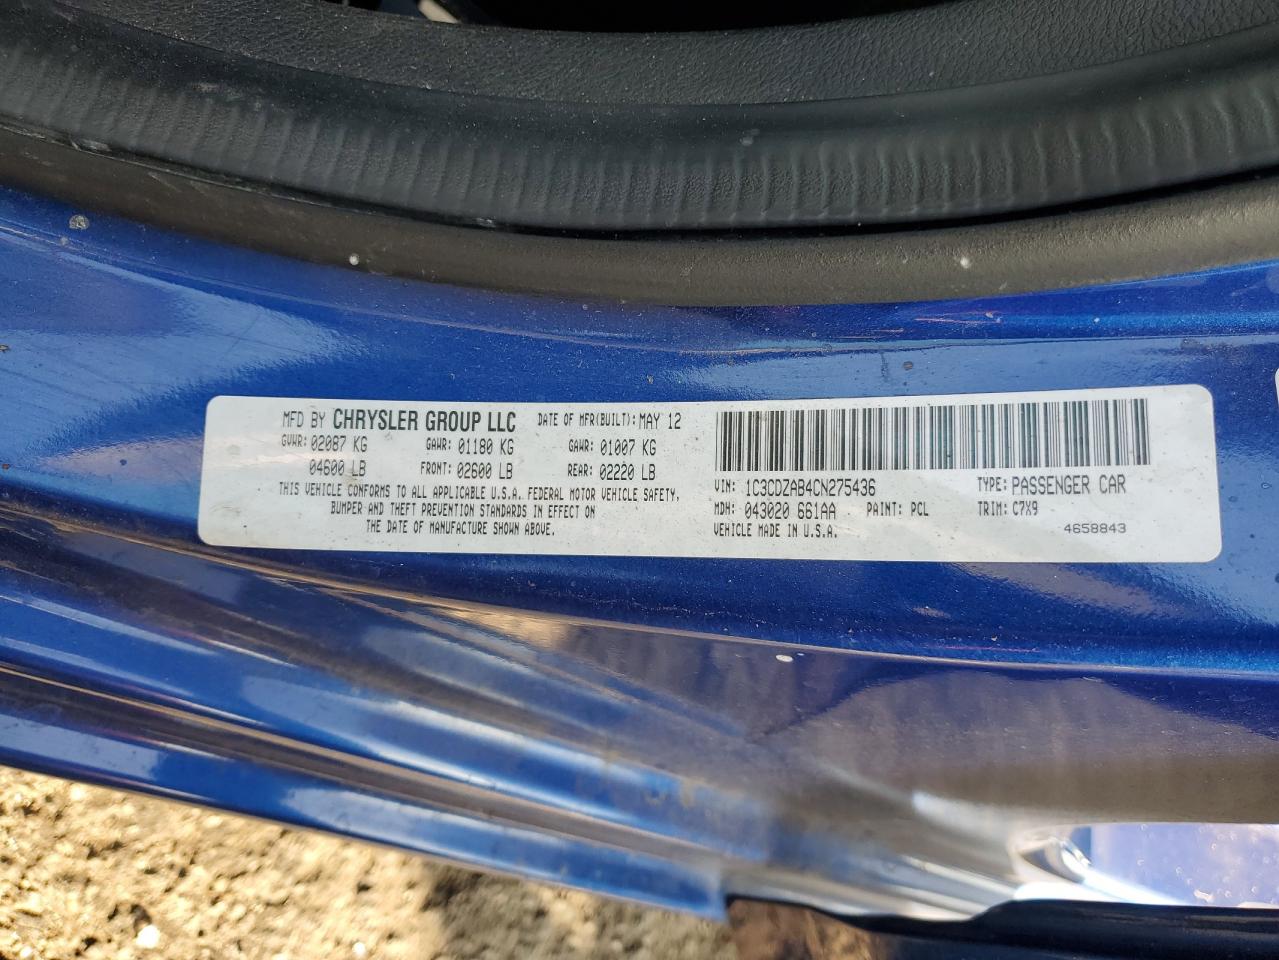 MFD BY CHRYSLER GROUP LLC DATE OF MFR(BUILT): MAY 12
GVWR: 02087 KG GAWR: 01180 KG GAWR: 01007 KG
04600 LB FRONT: 02600 LB REAR: 02220 LB
THIS VEHICLE CONFORMS TO ALL APPLICABLE U.S.A. FEDERAL MOTOR VEHICLE SAFETY,
BUMPER AND THEFT PREVENTION STANDARDS IN EFFECT ON
THE DATE OF MANUFACTURE SHOWN ABOVE.
VIN: 1C3CDZAB4CN275436 TYPE: PASSENGER CAR
MDH: 043020 661AA PAINT: PCL TRIM: C7X9
VEHICLE MADE IN U.S.A. 4658843